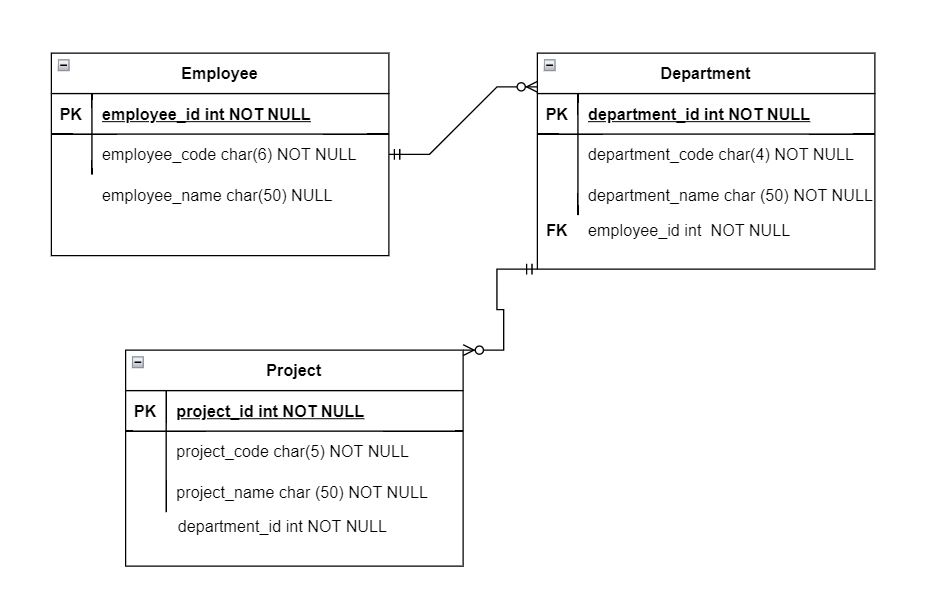 Employee
PK employee_id int NOT NULL
employee_code char(6) NOT NULL
employee_name char(50) NULL
Department
PK department_id int NOT NULL
department_code char(4) NOT NULL
department_name char (50) NOT NULL
FK employee_id int NOT NULL
Project
PK project_id int NOT NULL
project_code char(5) NOT NULL
project_name char (50) NOT NULL
department_id int NOT NULL